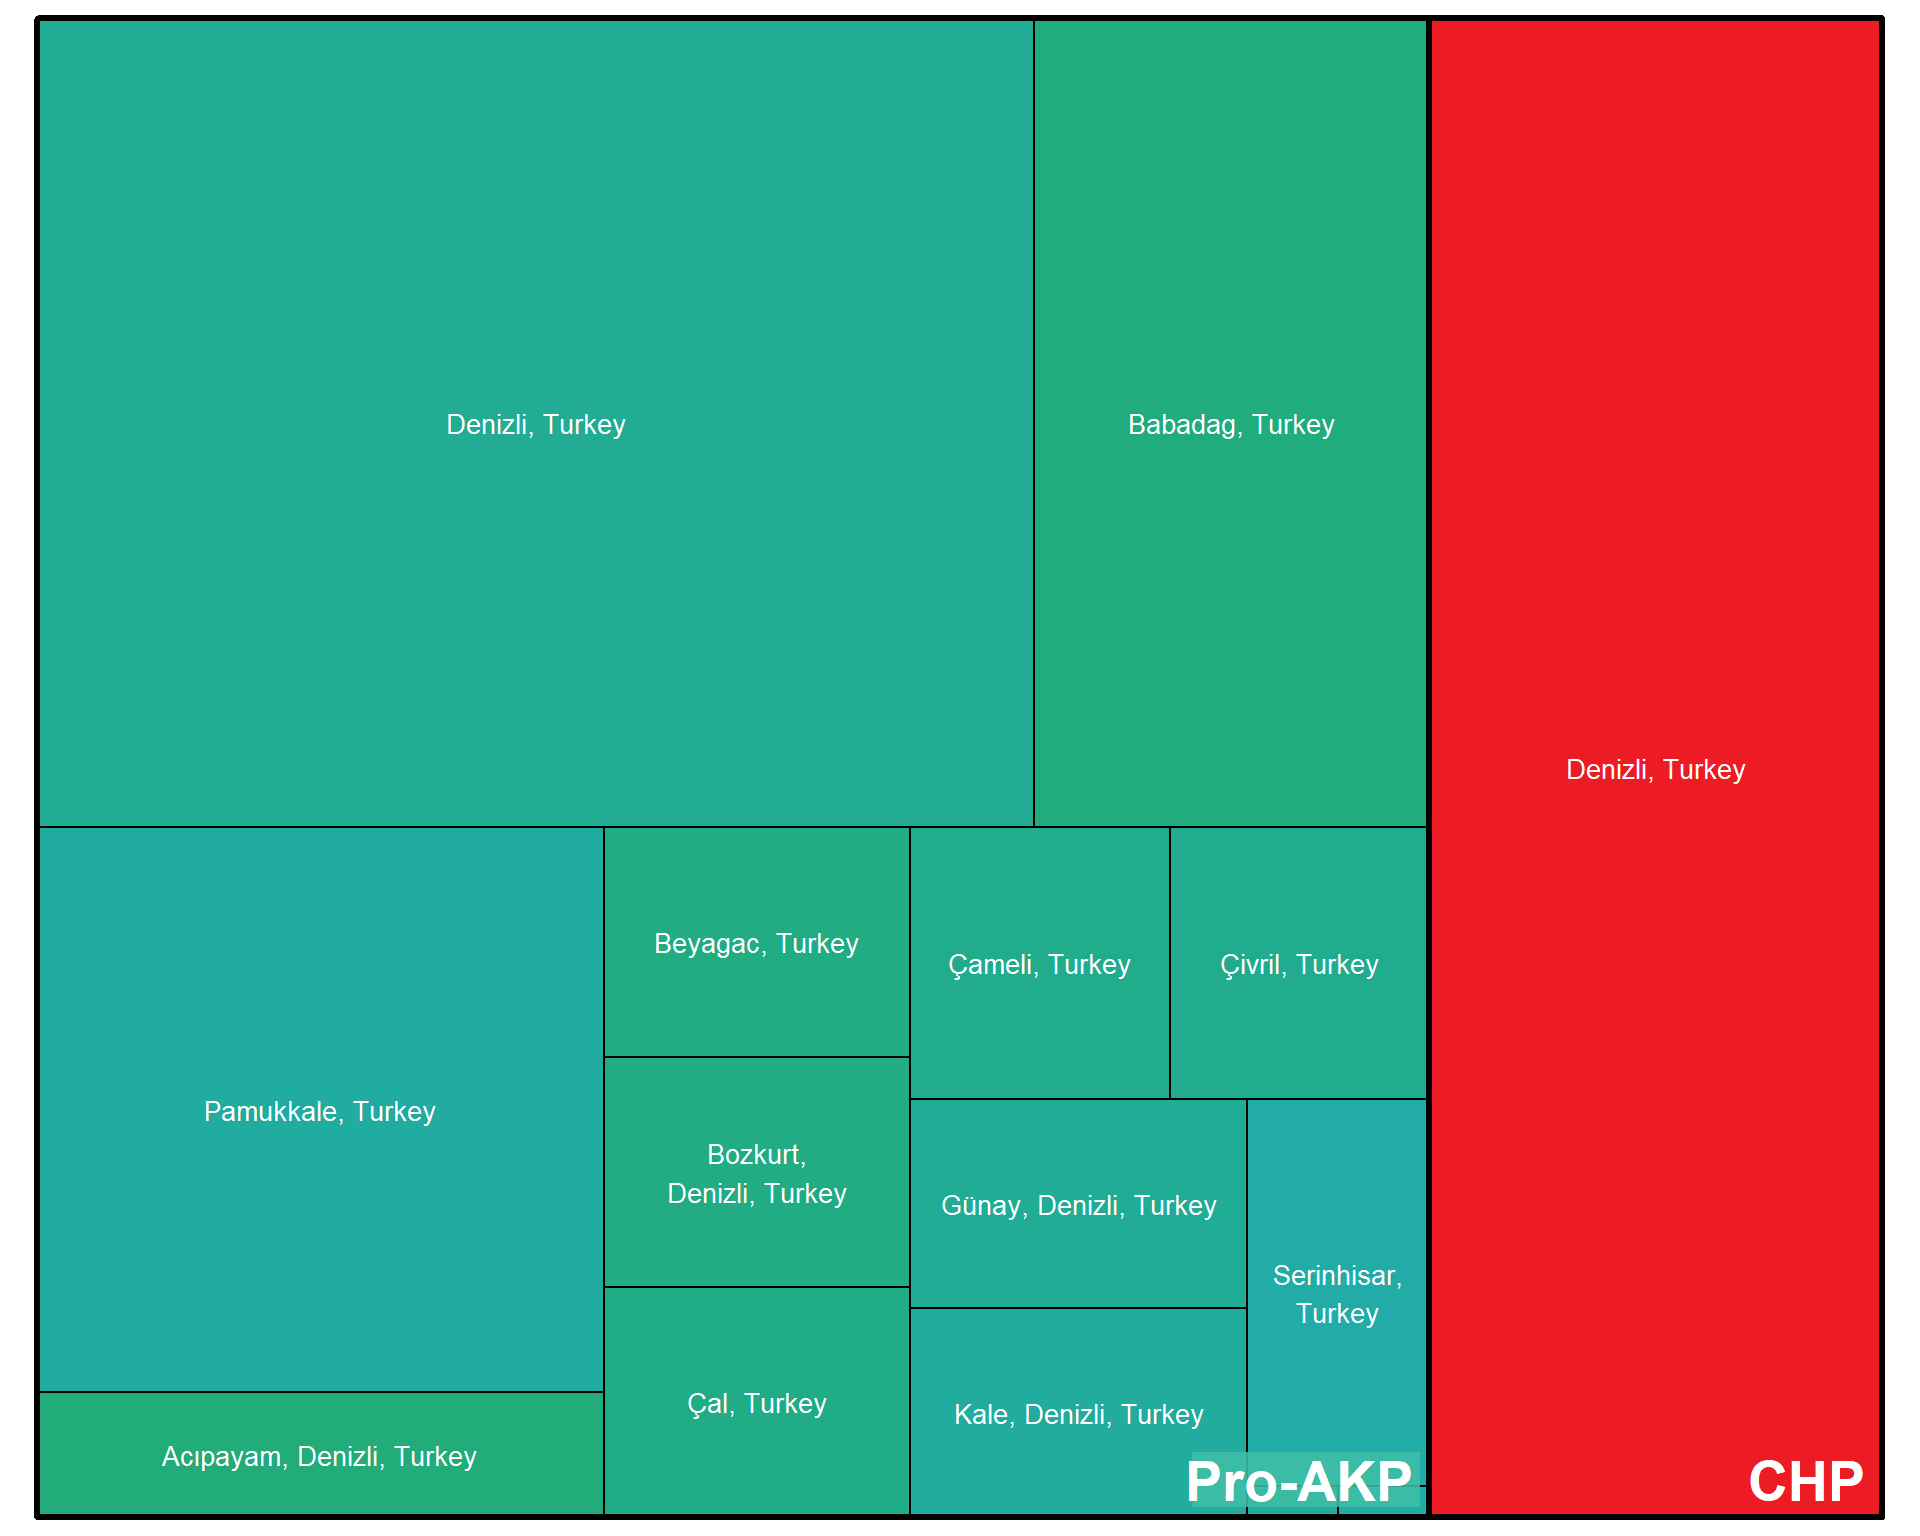 Denizli, Turkey
Babadag, Turkey
Denizli, Turkey
Pamukkale, Turkey
Beyagac, Turkey
Çameli, Turkey
Çivril, Turkey
Bozkurt,
Denizli, Turkey
Günay, Denizli, Turkey
Serinhisar,
Turkey
Çal, Turkey
Kale, Denizli, Turkey
Acıpayam, Denizli, Turkey
Pro-AKP
CHP